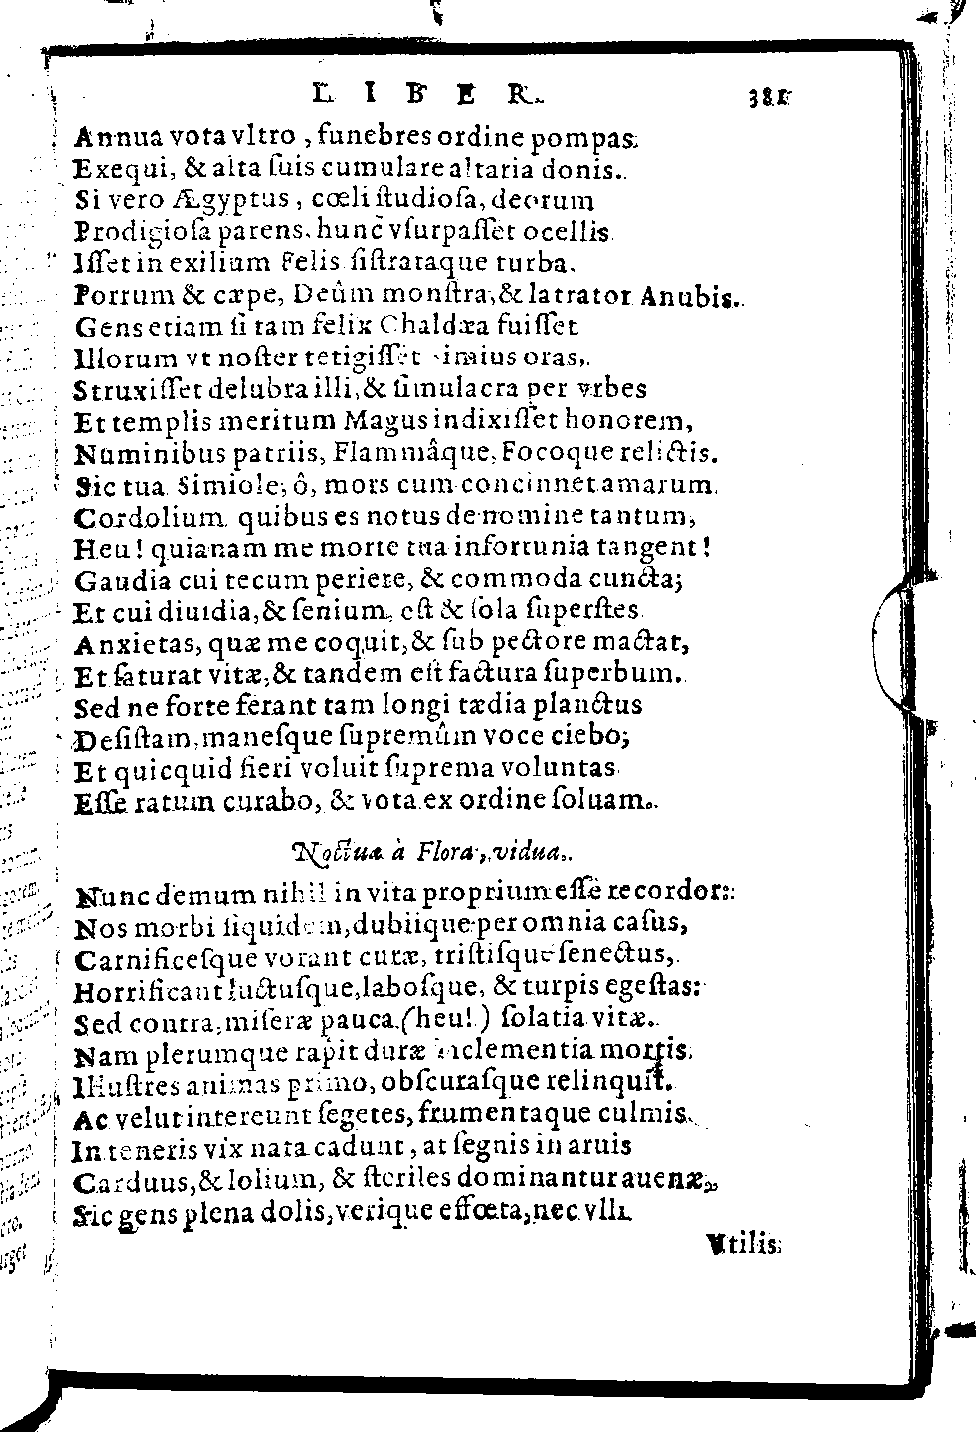 LIBER. 381
Annua vota vltro, funebres ordine pompas
Exequi, & alta ſuis cumulare altaria donis.
Si vero Ægyptus, cœli ſtudioſa, deorum
Prodigioſa parens, hunc vſurpaſſet ocellis
Iſſet in exilium Felis ſiſtrataque turba.
Porrum & cæpe, Deûm monſtra, & latrator Anubis.
Gens etiam ſi tam felix Chaldæa fuiſſet
Illorum vt noſter tetigiſſet simius oras,
Struxiſſet delubra illi, & ſimulacra per vrbes
Et templis meritum Magus indixiſſet honorem,
Numinibus patriis, Flammâque, Focoque relictis.
Sic tua Simiole, ô, mors cum concinnet amarum
Cordolium quibus es notus de nomine tantum,
Heu! quianam me morte tua infortunia tangent!
Gaudia cui tecum periere, & commoda cuncta;
Et cui diuidia, & ſenium, eſt & ſola ſuperſtes
Anxietas, quæ me coquit, & ſub pectore mactat,
Et ſaturat vitæ, & tandem eſt factura ſuperbum.
Sed ne forte ferant tam longi tædia planctus
Deſiſtam, maneſque ſupremûm voce ciebo;
Et quicquid fieri voluit ſuprema voluntas
Eſſe ratum curabo, & vota ex ordine ſoluam.
Noctua à Flora, vidua.
Nunc demum nihil in vita proprium eſſe recordor:
Nos morbi ſiquidem, dubiique per omnia caſus,
Carnificeſque vorant curæ, triſtiſque ſenectus,
Horrificant luctuſque, laboſque, & turpis egeſtas:
Sed contra, miſeræ pauca (heu!) ſolatia vitæ.
Nam plerumque rapit duræ inclementia mortis
Illuſtres animas primo, obſcuraſque relinquit.
Ac velut intereunt ſegetes, frumentaque culmis
In teneris vix nata cadunt, at ſegnis in aruis
Carduus, & lolium, & ſteriles dominantur auenæ,
Sic gens plena dolis, verique effœta, nec vlli
Vtilis